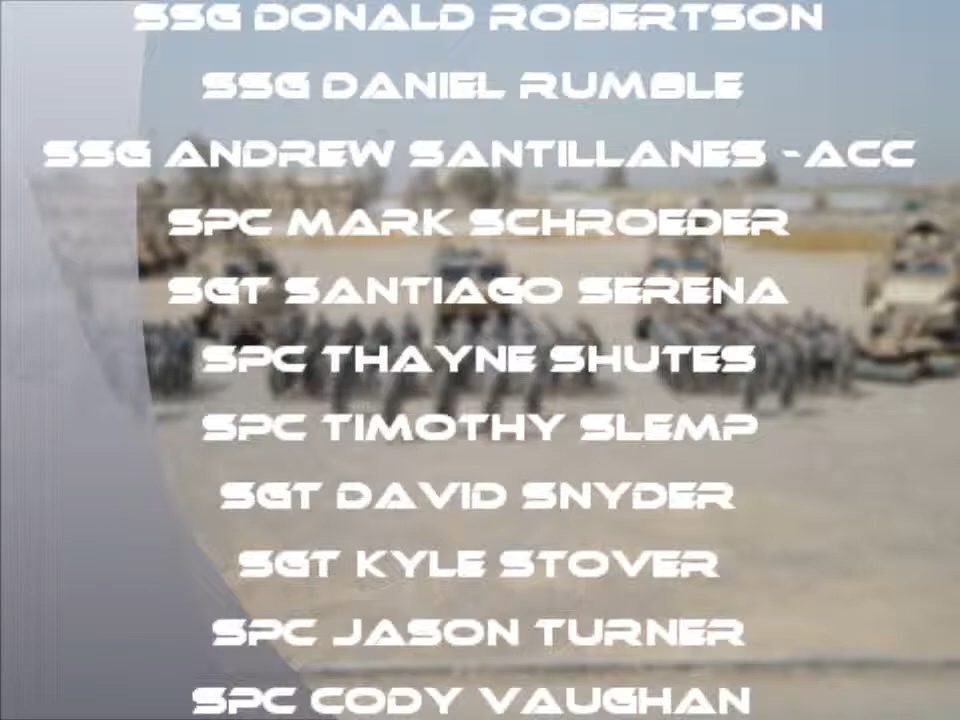 SSG DONALD ROBERTSON
SSG DANIEL RUMBLE
SSG ANDREW SANTILLANES -ACC
SPC MARK SCHROEDER
SGT SANTIAGO SERENA
SPC THAYNE SHUTES
SPC TIMOTHY SLEMP
SGT DAVID SNYDER
SGT KYLE STOVER
SPC JASON TURNER
SPC CODY VAUGHAN